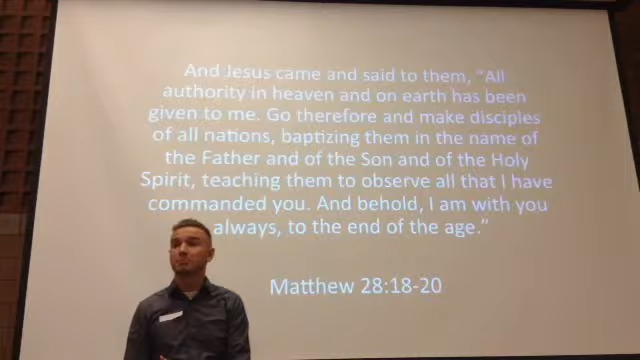 And Jesus came and said to them, “All
authority in heaven and on earth has been
given to me. Go therefore and make disciples
of all nations, baptizing them in the name of
the Father and of the Son and of the Holy
Spirit, teaching them to observe all that I have
commanded you. And behold, I am with you
always, to the end of the age.”
Matthew 28:18-20